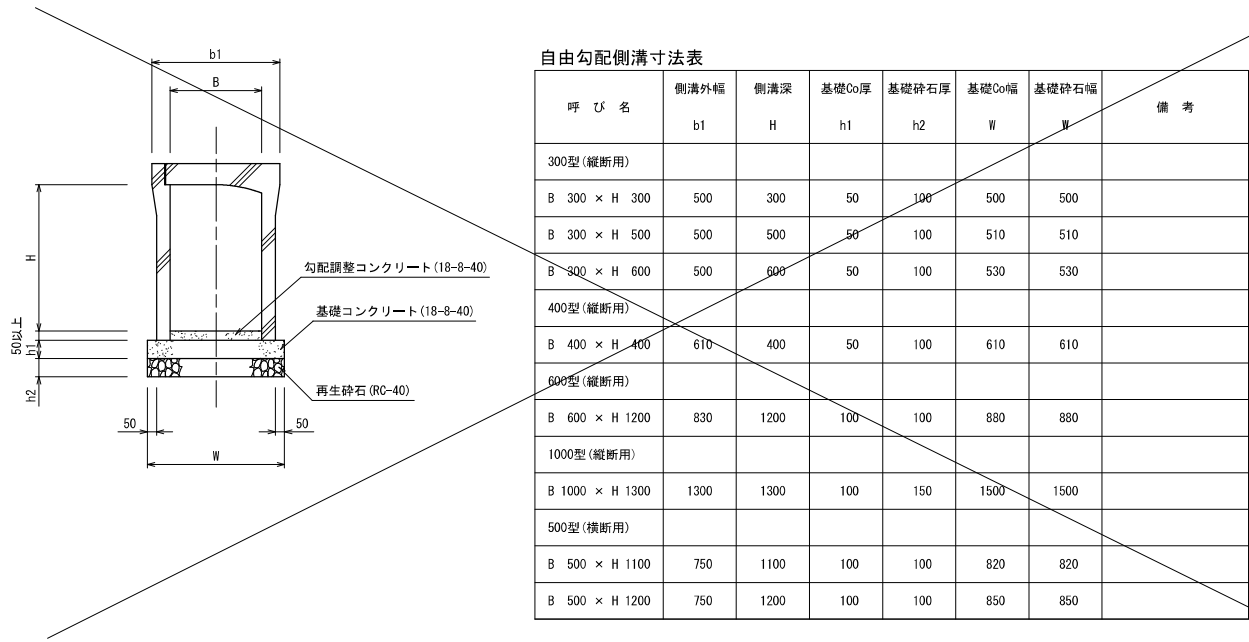 b1
B
H
50以上
h1
h2
50
50
W
勾配調整コンクリート(18-8-40)
基礎コンクリート(18-8-40)
再生砕石(RC-40)
自由勾配側溝寸法表
呼び名 側溝外幅 側溝深 基礎Co厚 基礎砕石厚 基礎Co幅 基礎砕石幅 備考
b1 H h1 h2 W W
300型(縦断用)
B 300 × H 300 500 300 50 100 500 500
B 300 × H 500 500 500 50 100 510 510
B 300 × H 600 500 600 50 100 530 530
400型(縦断用)
B 400 × H 400 610 400 50 100 610 610
600型(縦断用)
B 600 × H 1200 830 1200 100 100 880 880
1000型(縦断用)
B 1000 × H 1300 1300 1300 100 150 1500 1500
500型(横断用)
B 500 × H 1100 750 1100 100 100 820 820
B 500 × H 1200 750 1200 100 100 850 850